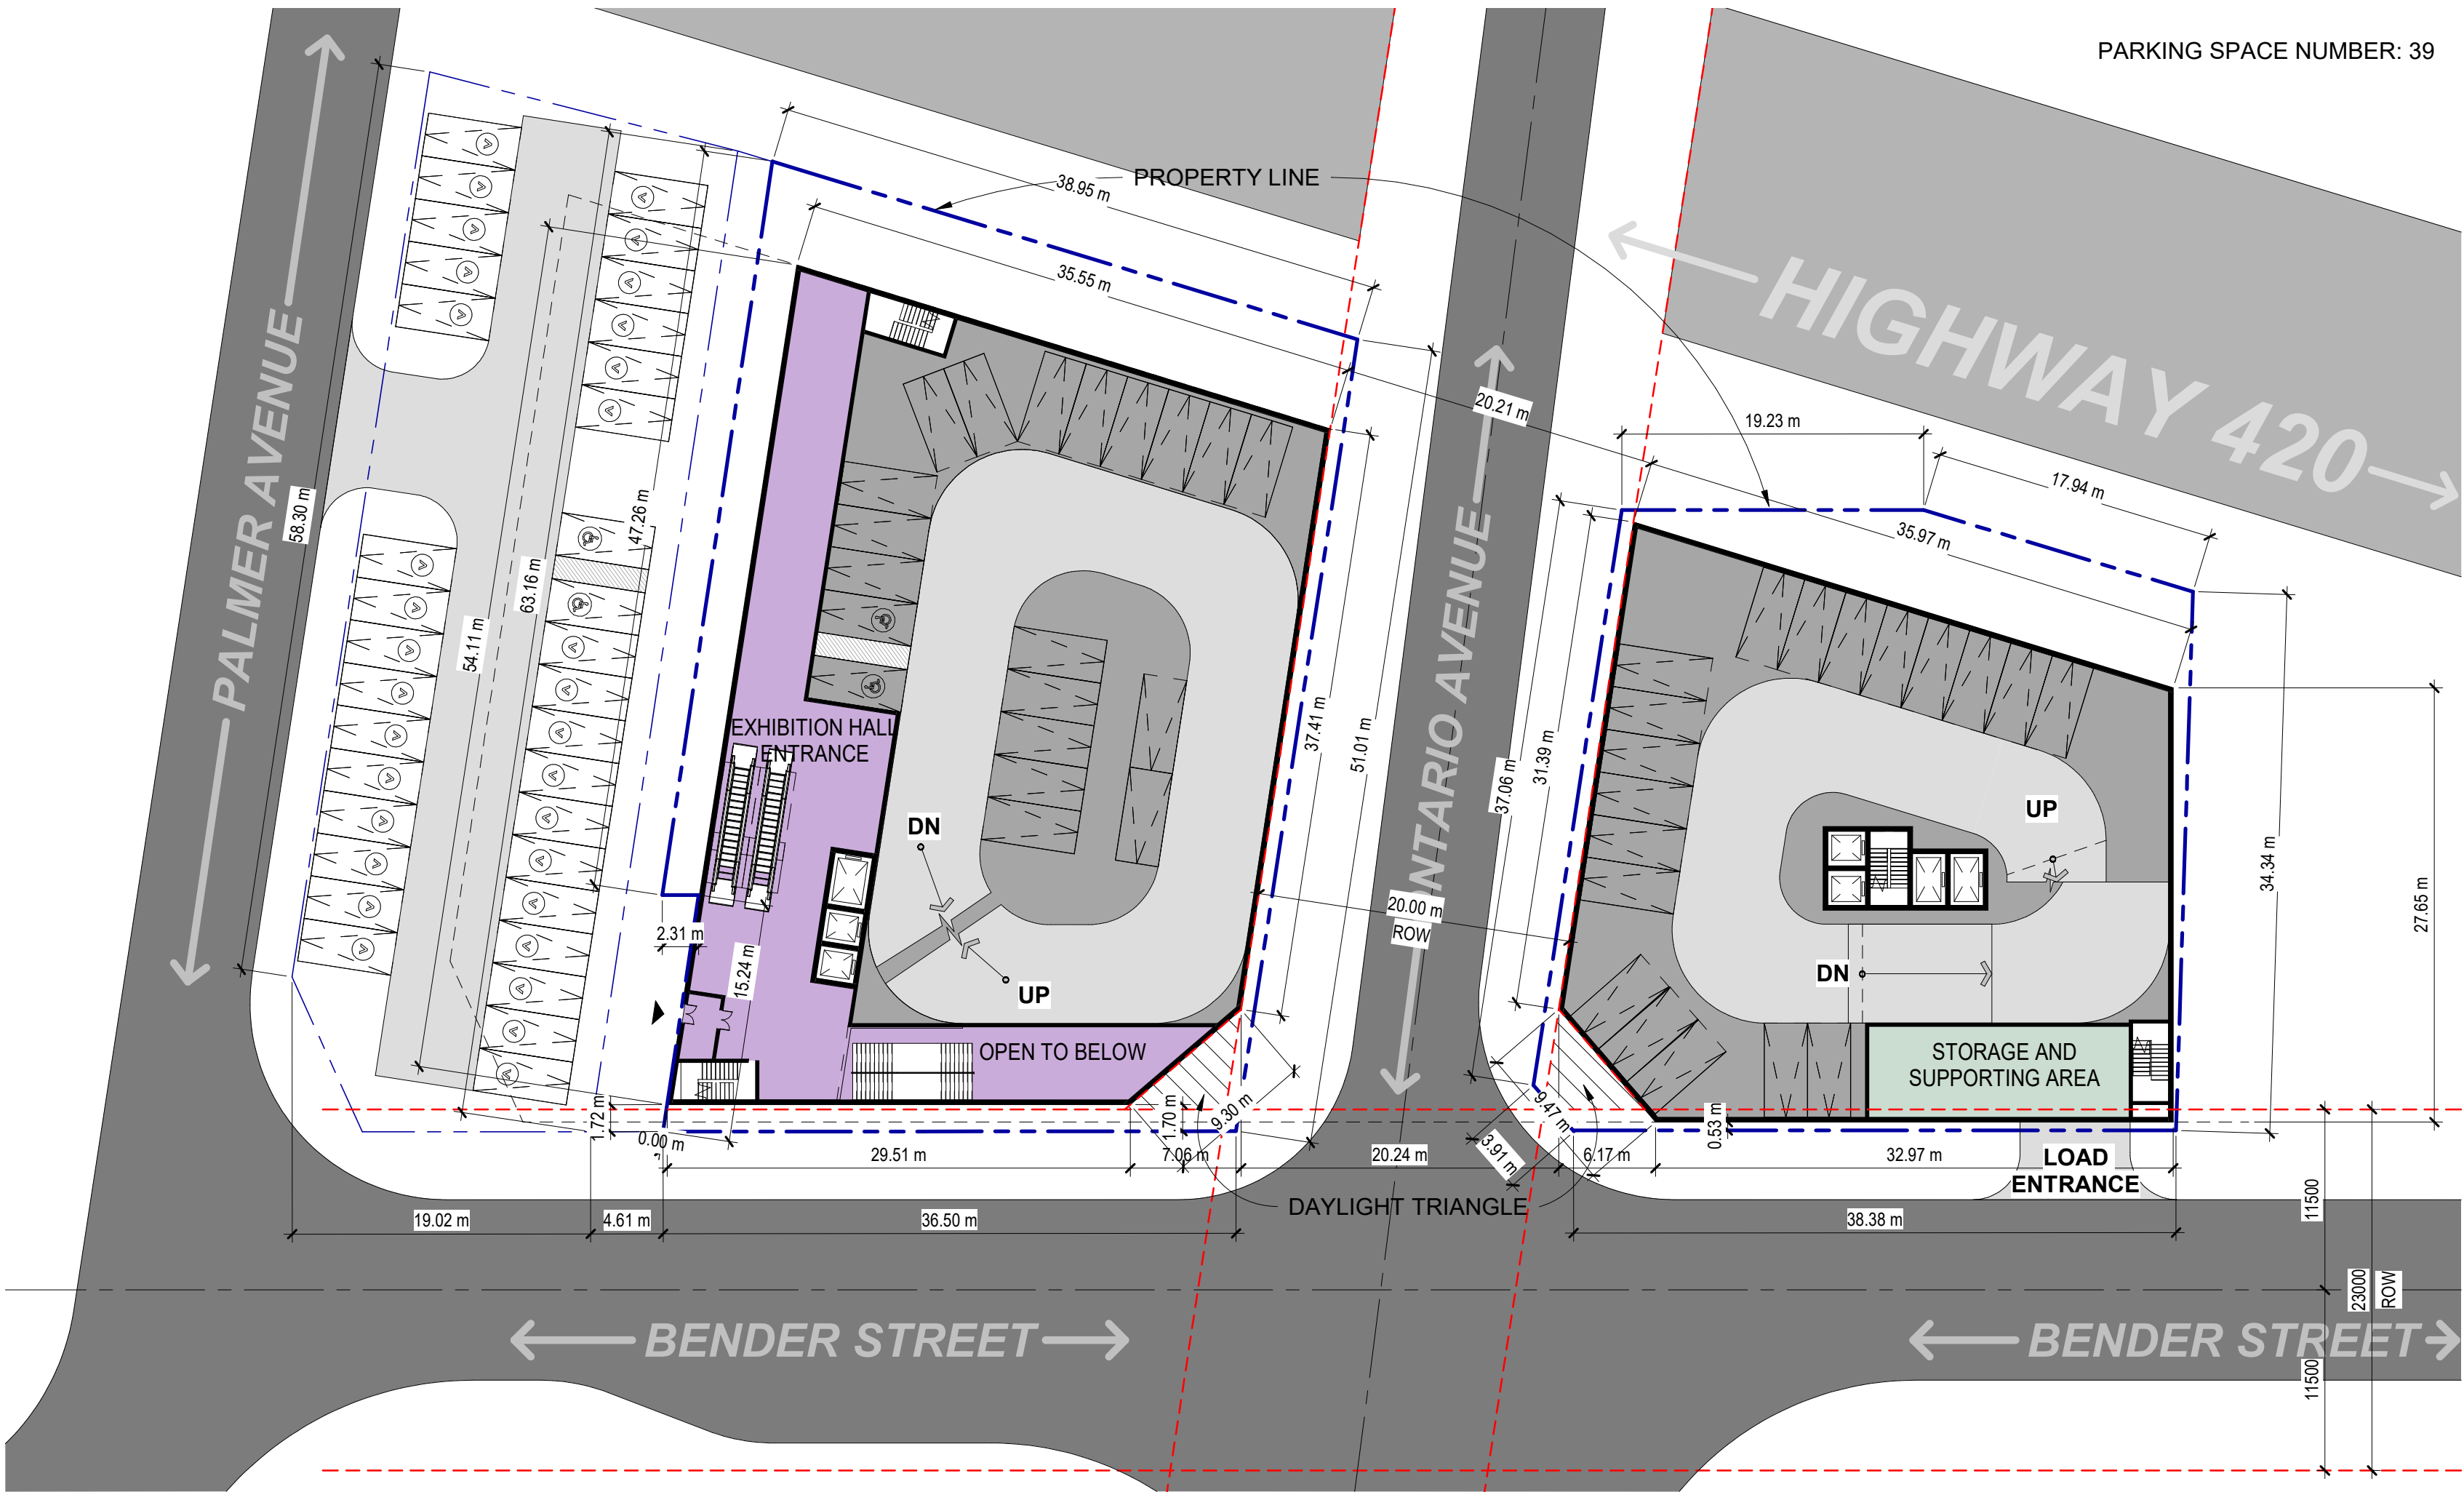 PARKING SPACE NUMBER: 39
PROPERTY LINE
38.95 m
35.55 m
HIGHWAY 420
20.21 m
19.23 m
17.94 m
35.97 m
PALMER AVENUE
58.30 m
47.26 m
63.16 m
54.11 m
EXHIBITION HALL
ENTRANCE
37.41 m
51.01 m
ONTARIO AVENUE
37.06 m
31.39 m
DN
UP
UP
DN
34.34 m
27.65 m
20.00 m
ROW
2.31 m
15.24 m
OPEN TO BELOW
STORAGE AND
SUPPORTING AREA
1.72 m
0.00 m
1.70 m
9.30 m
9.47 m
3.91 m
0.53 m
29.51 m
7.06 m
20.24 m
6.17 m
32.97 m
LOAD
ENTRANCE
DAYLIGHT TRIANGLE
19.02 m
4.61 m
36.50 m
38.38 m
11500
23000
ROW
11500
BENDER STREET
BENDER STREET